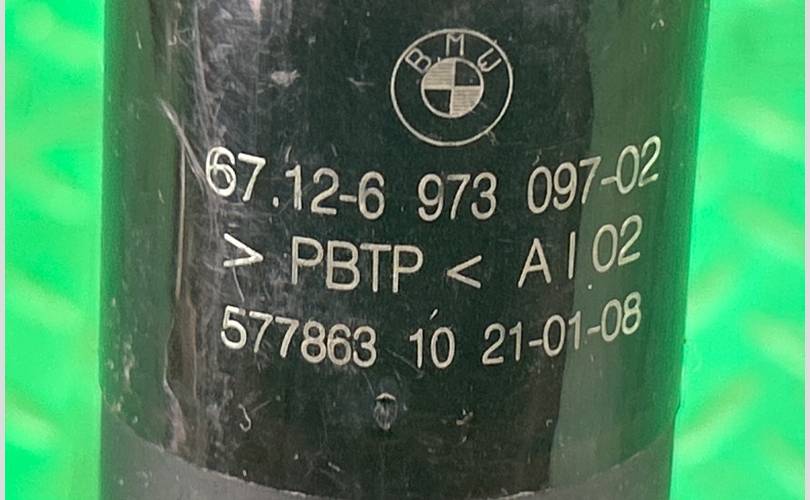 BMW
67.12-6 973 097-02
> PBTP < A I 02
577863 10 21-01-08